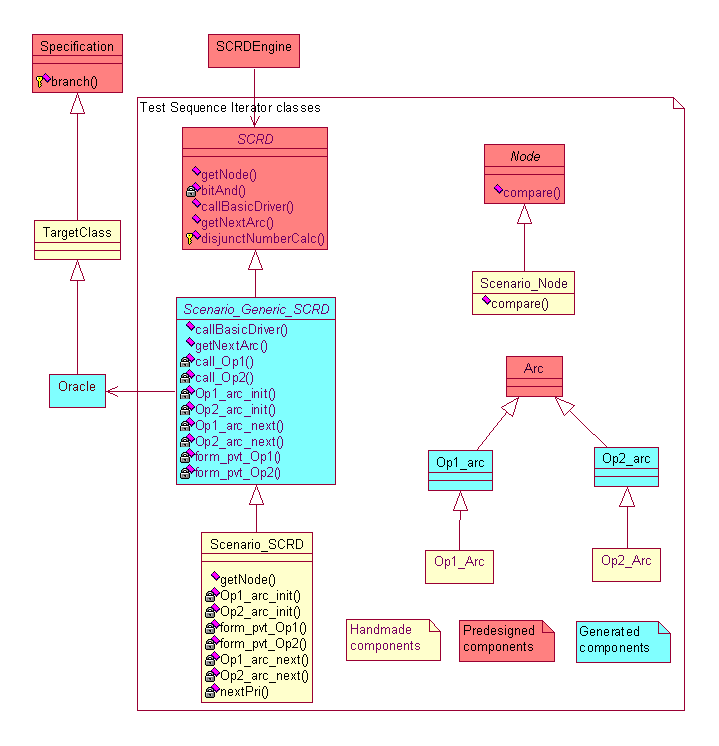 Specification
branch()
SCRDEngine
Test Sequence Iterator classes
SCRD
getNode()
bitAnd()
callBasicDriver()
getNextArc()
disjunctNumberCalc()
Node
compare()
TargetClass
Scenario_Node
compare()
Scenario_Generic_SCRD
callBasicDriver()
getNextArc()
call_Op1()
call_Op2()
Op1_arc_init()
Op2_arc_init()
Op1_arc_next()
Op2_arc_next()
form_pvt_Op1()
form_pvt_Op2()
Oracle
Arc
Op1_arc
Op2_arc
Op1_Arc
Op2_Arc
Scenario_SCRD
getNode()
Op1_arc_init()
Op2_arc_init()
form_pvt_Op1()
form_pvt_Op2()
Op1_arc_next()
Op2_arc_next()
nextPri()
Handmade
components
Predesigned
components
Generated
components